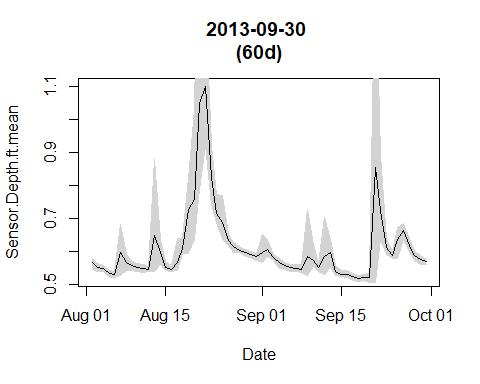 2013-09-30
(60d)
Sensor.Depth.ft.mean
1.1
0.9
0.7
0.5
Aug 01 Aug 15 Sep 01 Sep 15 Oct 01
Date